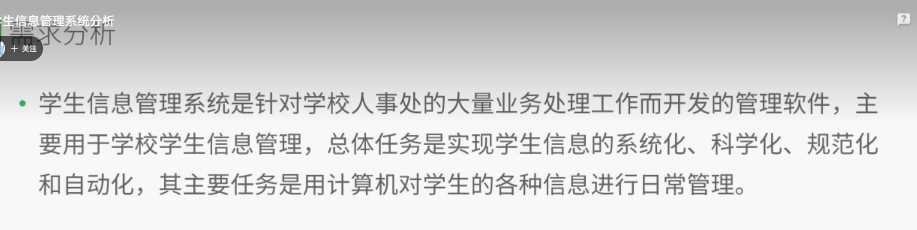 学生信息管理系统分析
需求分析
+ 关注
• 学生信息管理系统是针对学校人事处的大量业务处理工作而开发的管理软件，主
要用于学校学生信息管理，总体任务是实现学生信息的系统化、科学化、规范化
和自动化，其主要任务是用计算机对学生的各种信息进行日常管理。